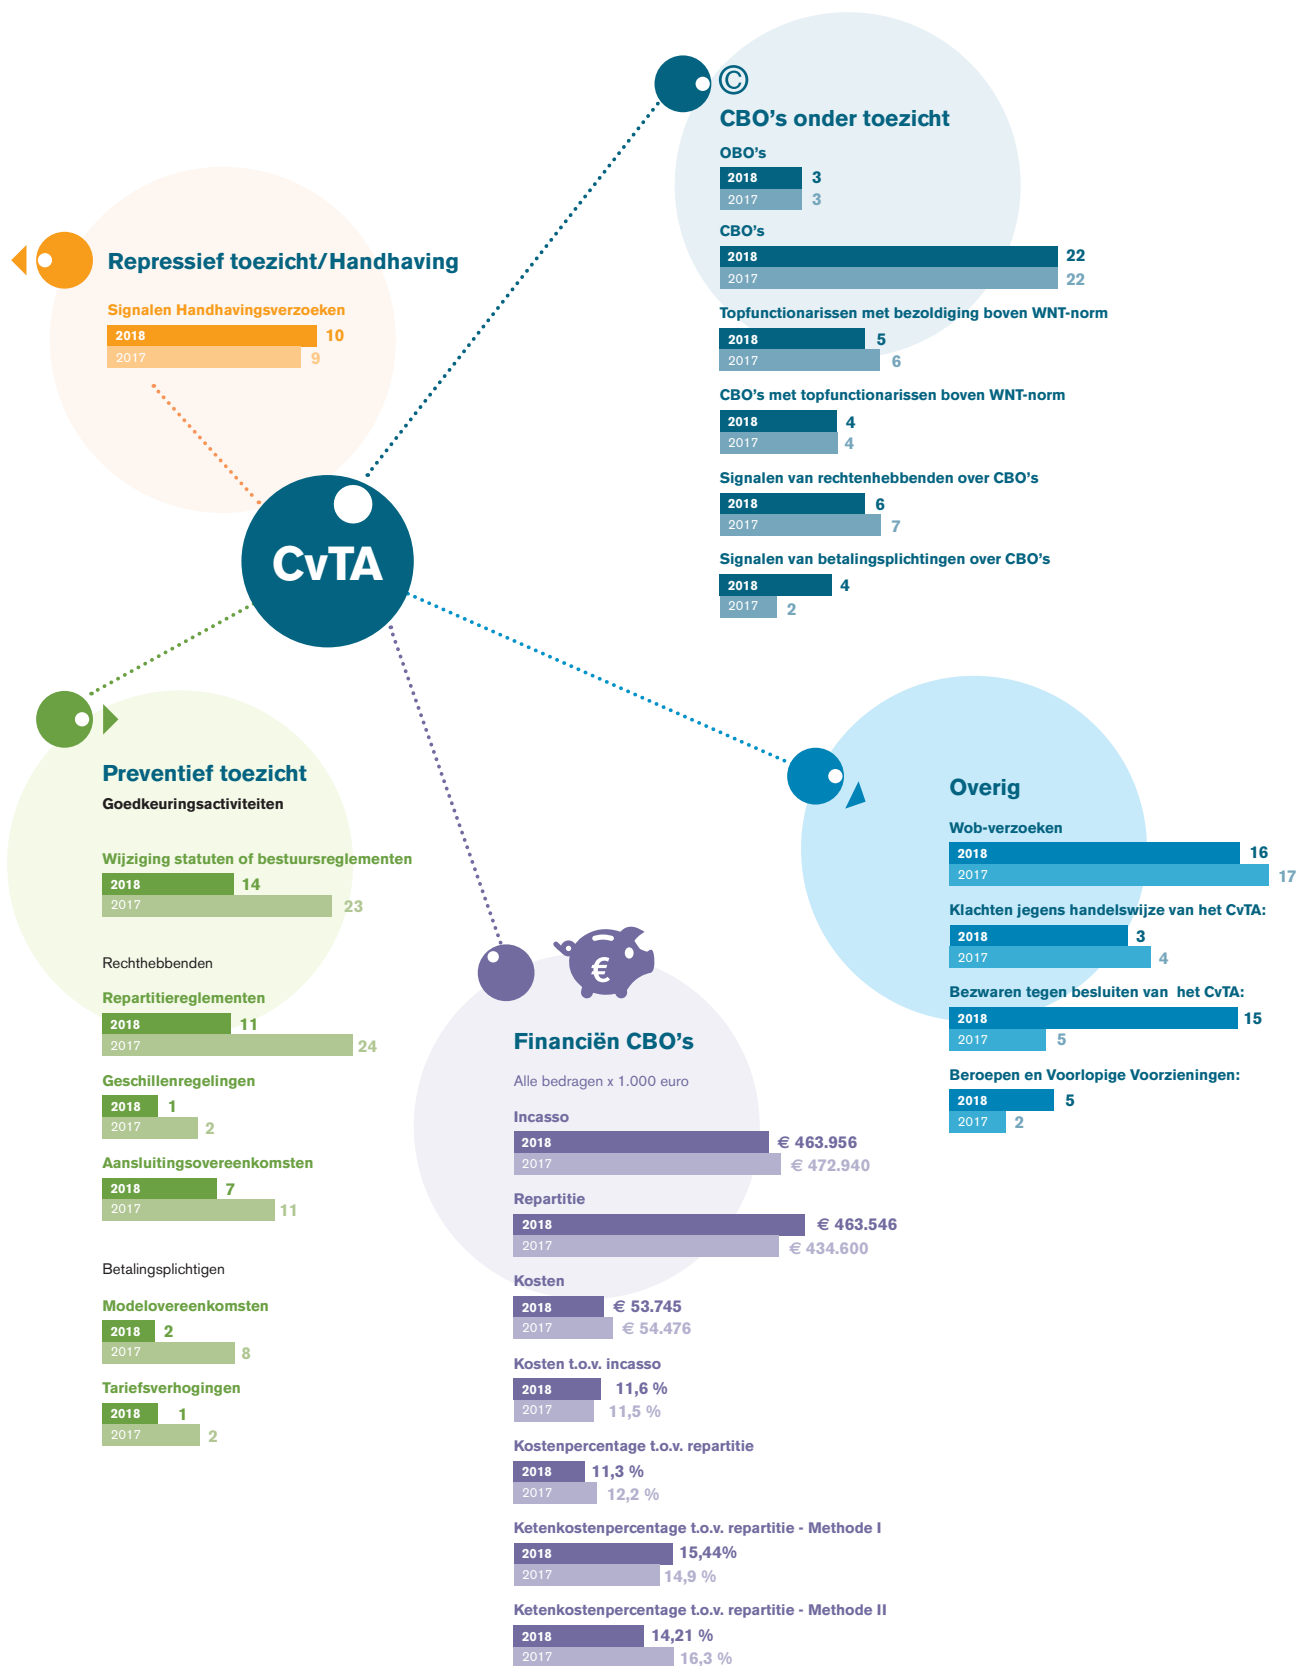 ©
CBO's onder toezicht
OBO's
2018 3
2017 3
CBO's
2018 22
2017 22
Topfunctionarissen met bezoldiging boven WNT-norm
2018 5
2017 6
CBO's met topfunctionarissen boven WNT-norm
2018 4
2017 4
Signalen van rechtenhebbenden over CBO's
2018 6
2017 7
Signalen van betalingsplichtingen over CBO's
2018 4
2017 2
Repressief toezicht/Handhaving
Signalen Handhavingsverzoeken
2018 10
2017 9
CvTA
Preventief toezicht
Goedkeuringsactiviteiten
Wijziging statuten of bestuursreglementen
2018 14
2017 23
Rechthebbenden
Repartitiereglementen
2018 11
2017 24
Geschillenregelingen
2018 1
2017 2
Aansluitingsovereenkomsten
2018 7
2017 11
Betalingsplichtigen
Modelovereenkomsten
2018 2
2017 8
Tariefsverhogingen
2018 1
2017 2
€
Financiën CBO's
Alle bedragen x 1.000 euro
Incasso
2018 € 463.956
2017 € 472.940
Repartitie
2018 € 463.546
2017 € 434.600
Kosten
2018 € 53.745
2017 € 54.476
Kosten t.o.v. incasso
2018 11,6 %
2017 11,5 %
Kostenpercentage t.o.v. repartitie
2018 11,3 %
2017 12,2 %
Ketenkostenpercentage t.o.v. repartitie - Methode I
2018 15,44%
2017 14,9 %
Ketenkostenpercentage t.o.v. repartitie - Methode II
2018 14,21 %
2017 16,3 %
Overig
Wob-verzoeken
2018 16
2017 17
Klachten jegens handelswijze van het CvTA:
2018 3
2017 4
Bezwaren tegen besluiten van het CvTA:
2018 15
2017 5
Beroepen en Voorlopige Voorzieningen:
2018 5
2017 2